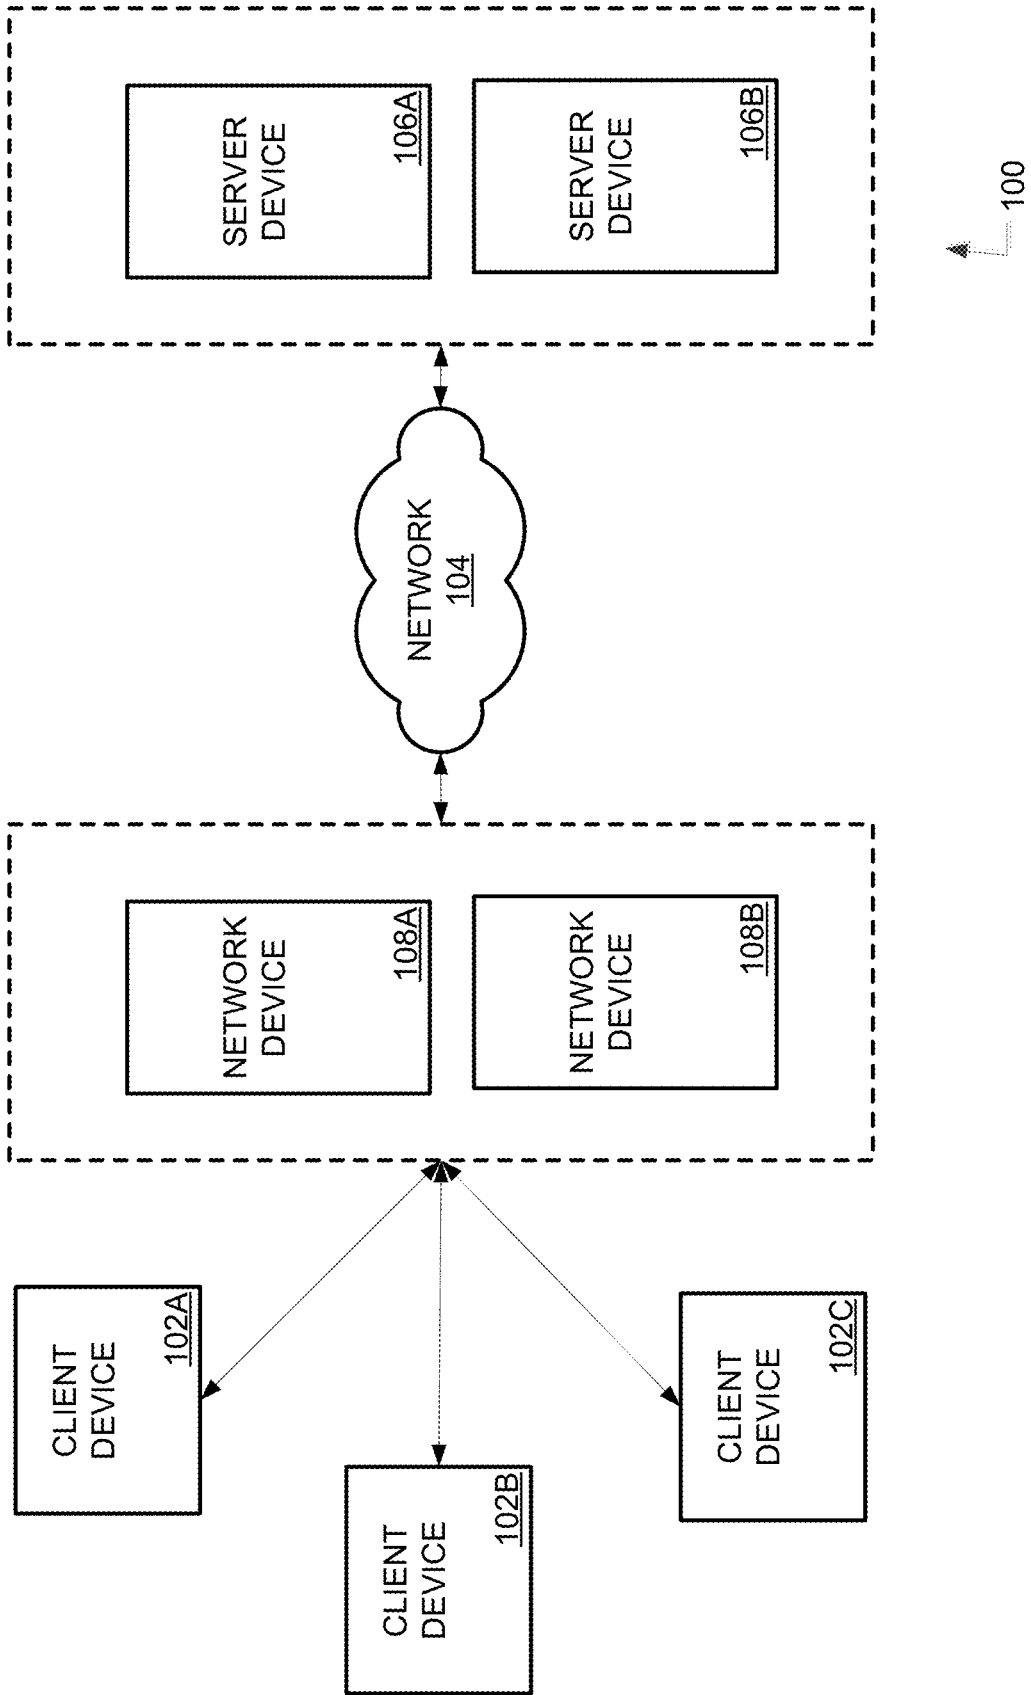 CLIENT
DEVICE
102A
CLIENT
DEVICE
102B
CLIENT
DEVICE
102C
NETWORK
DEVICE
108A
NETWORK
DEVICE
108B
NETWORK
104
SERVER
DEVICE
106A
SERVER
DEVICE
106B
100